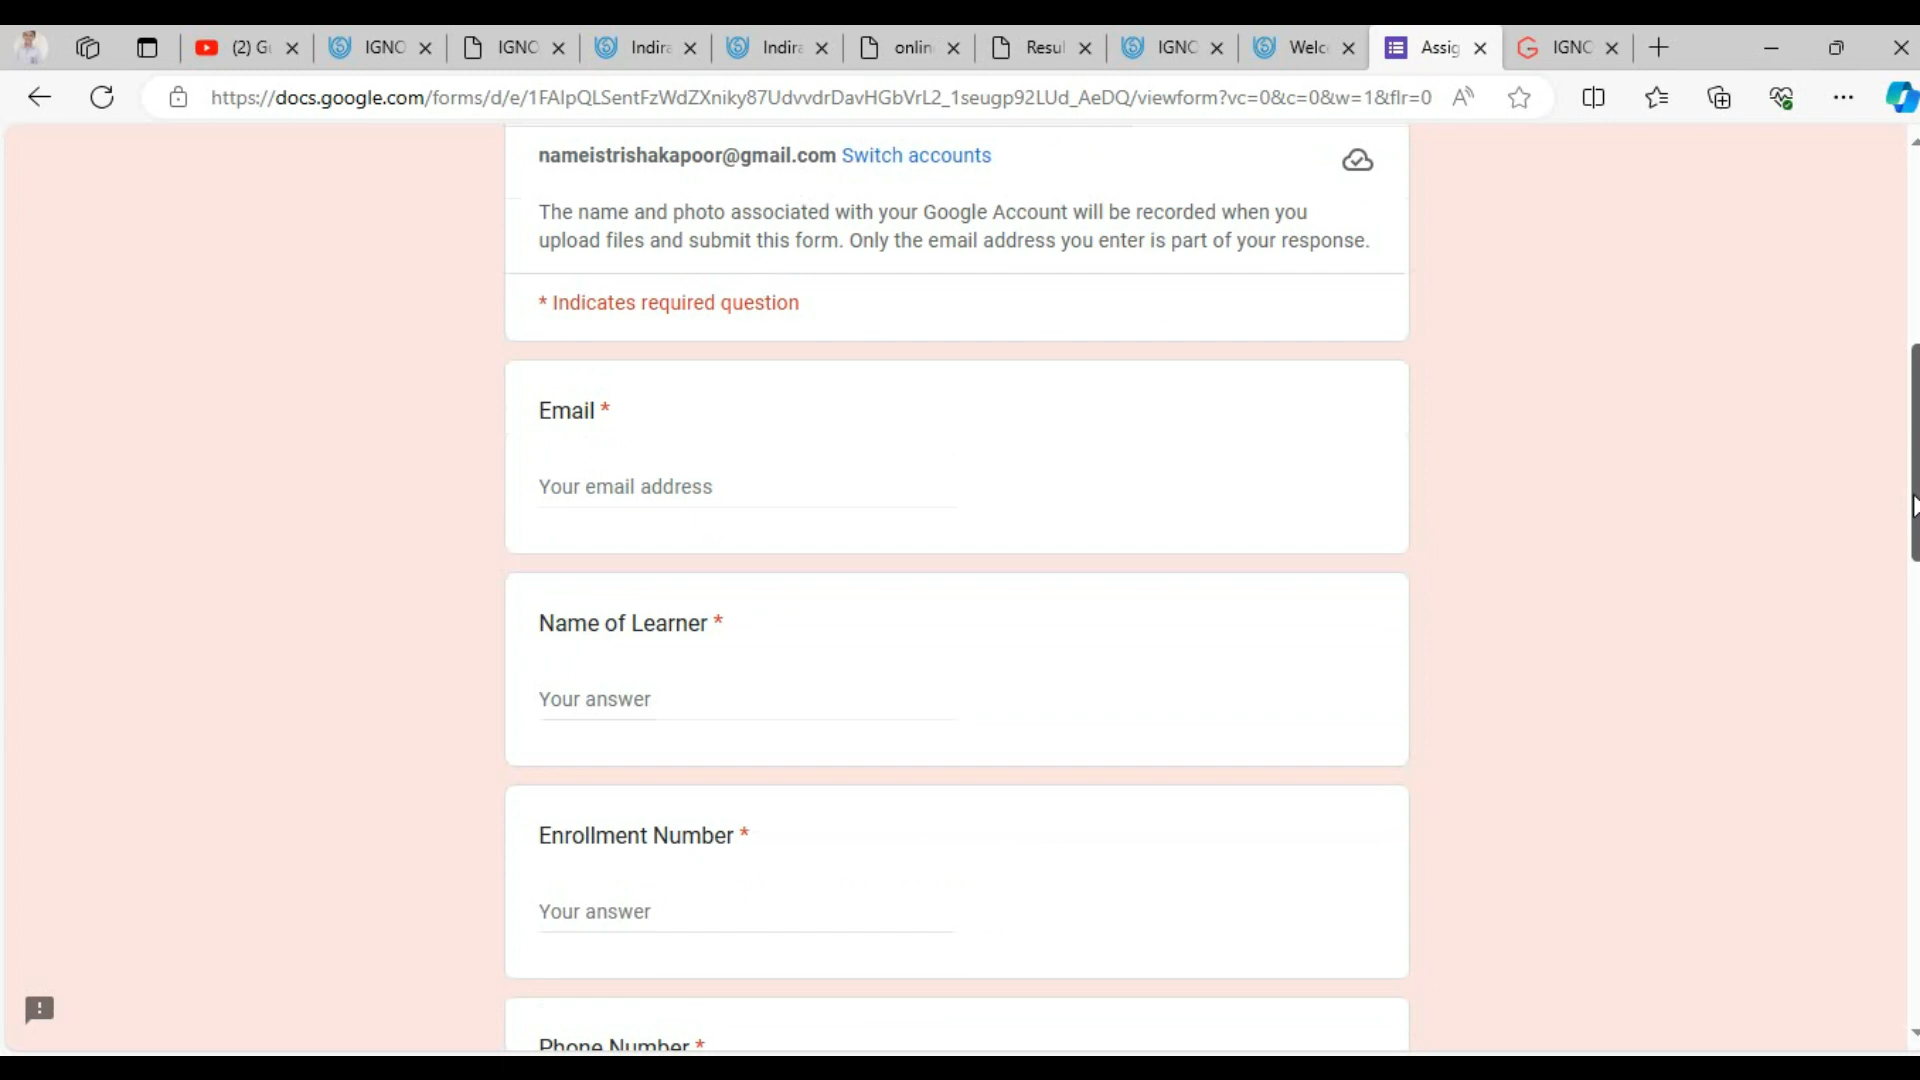 (2) G
IGNO
IGNO
Indira
Indira
onlin
Resul
IGNO
Welc
Assig
IGNO
https://docs.google.com/forms/d/e/1FAIpQLSentFzWdZXniky87UdvvdrDavHGbVrL2_1seugp92LUd_AeDQ/viewform?vc=0&c=0&w=1&flr=0
nameistrishakapoor@gmail.com Switch accounts
The name and photo associated with your Google Account will be recorded when you
upload files and submit this form. Only the email address you enter is part of your response.
* Indicates required question
Email *
Your email address
Name of Learner *
Your answer
Enrollment Number *
Your answer
Phone Number *